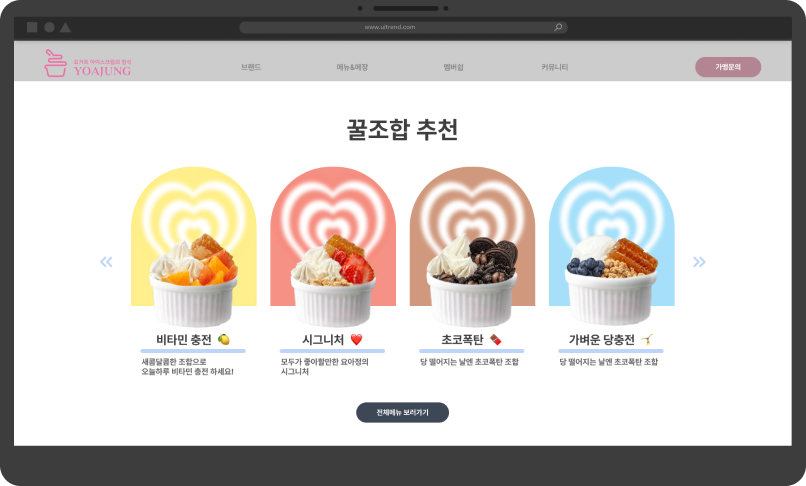 www.uitrend.com
요거트 아이스크림의 정석
YOAJUNG
브랜드
메뉴&매장
멤버쉽
커뮤니티
가맹문의
꿀조합 추천
비타민 충전
새콤달콤한 조합으로
오늘하루 비타민 충전 하세요!
시그니처
모두가 좋아할만한 요아정의
시그니처
초코폭탄
당 떨어지는 날엔 초코폭탄 조합
가벼운 당충전
당 떨어지는 날엔 초코폭탄 조합
전체메뉴 보러가기